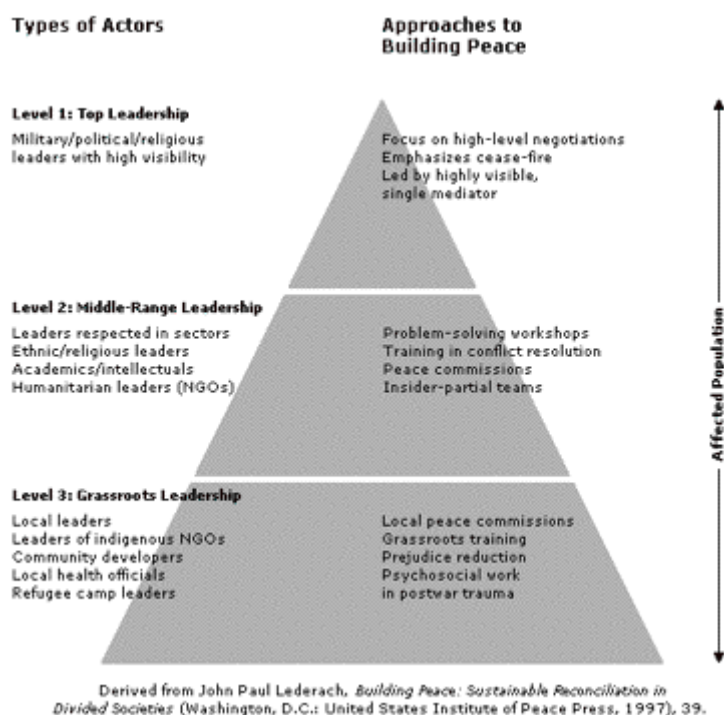 Types of Actors
Approaches to
Building Peace
Level 1: Top Leadership
Military/political/religious
leaders with high visibility
Focus on high-level negotiations
Emphasizes cease-fire
Led by highly visible,
single mediator
Level 2: Middle-Range Leadership
Leaders respected in sectors
Ethnic/religious leaders
Academics/intellectuals
Humanitarian leaders (NGOs)
Problem-solving workshops
Training in conflict resolution
Peace commissions
Insider-partial teams
Level 3: Grassroots Leadership
Local leaders
Leaders of indigenous NGOs
Community developers
Local health officials
Refugee camp leaders
Local peace commissions
Grassroots training
Prejudice reduction
Psychosocial work
in postwar trauma
Affected Population
Derived from John Paul Lederach, Building Peace: Sustainable Reconciliation in
Divided Societies (Washington, D.C.: United States Institute of Peace Press, 1997), 39.